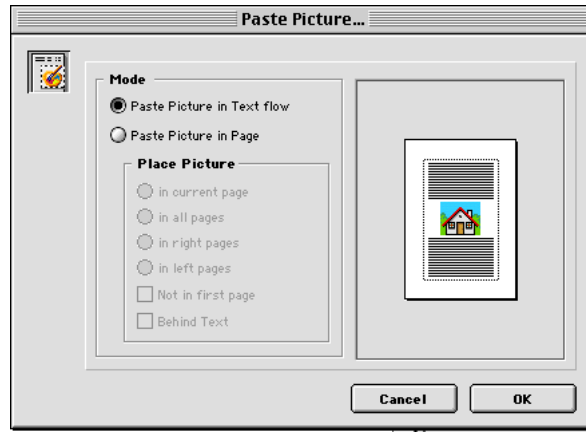 Paste Picture...
Mode
Paste Picture in Text flow
Paste Picture in Page
Place Picture
in current page
in all pages
in right pages
in left pages
Not in first page
Behind Text
Cancel
OK